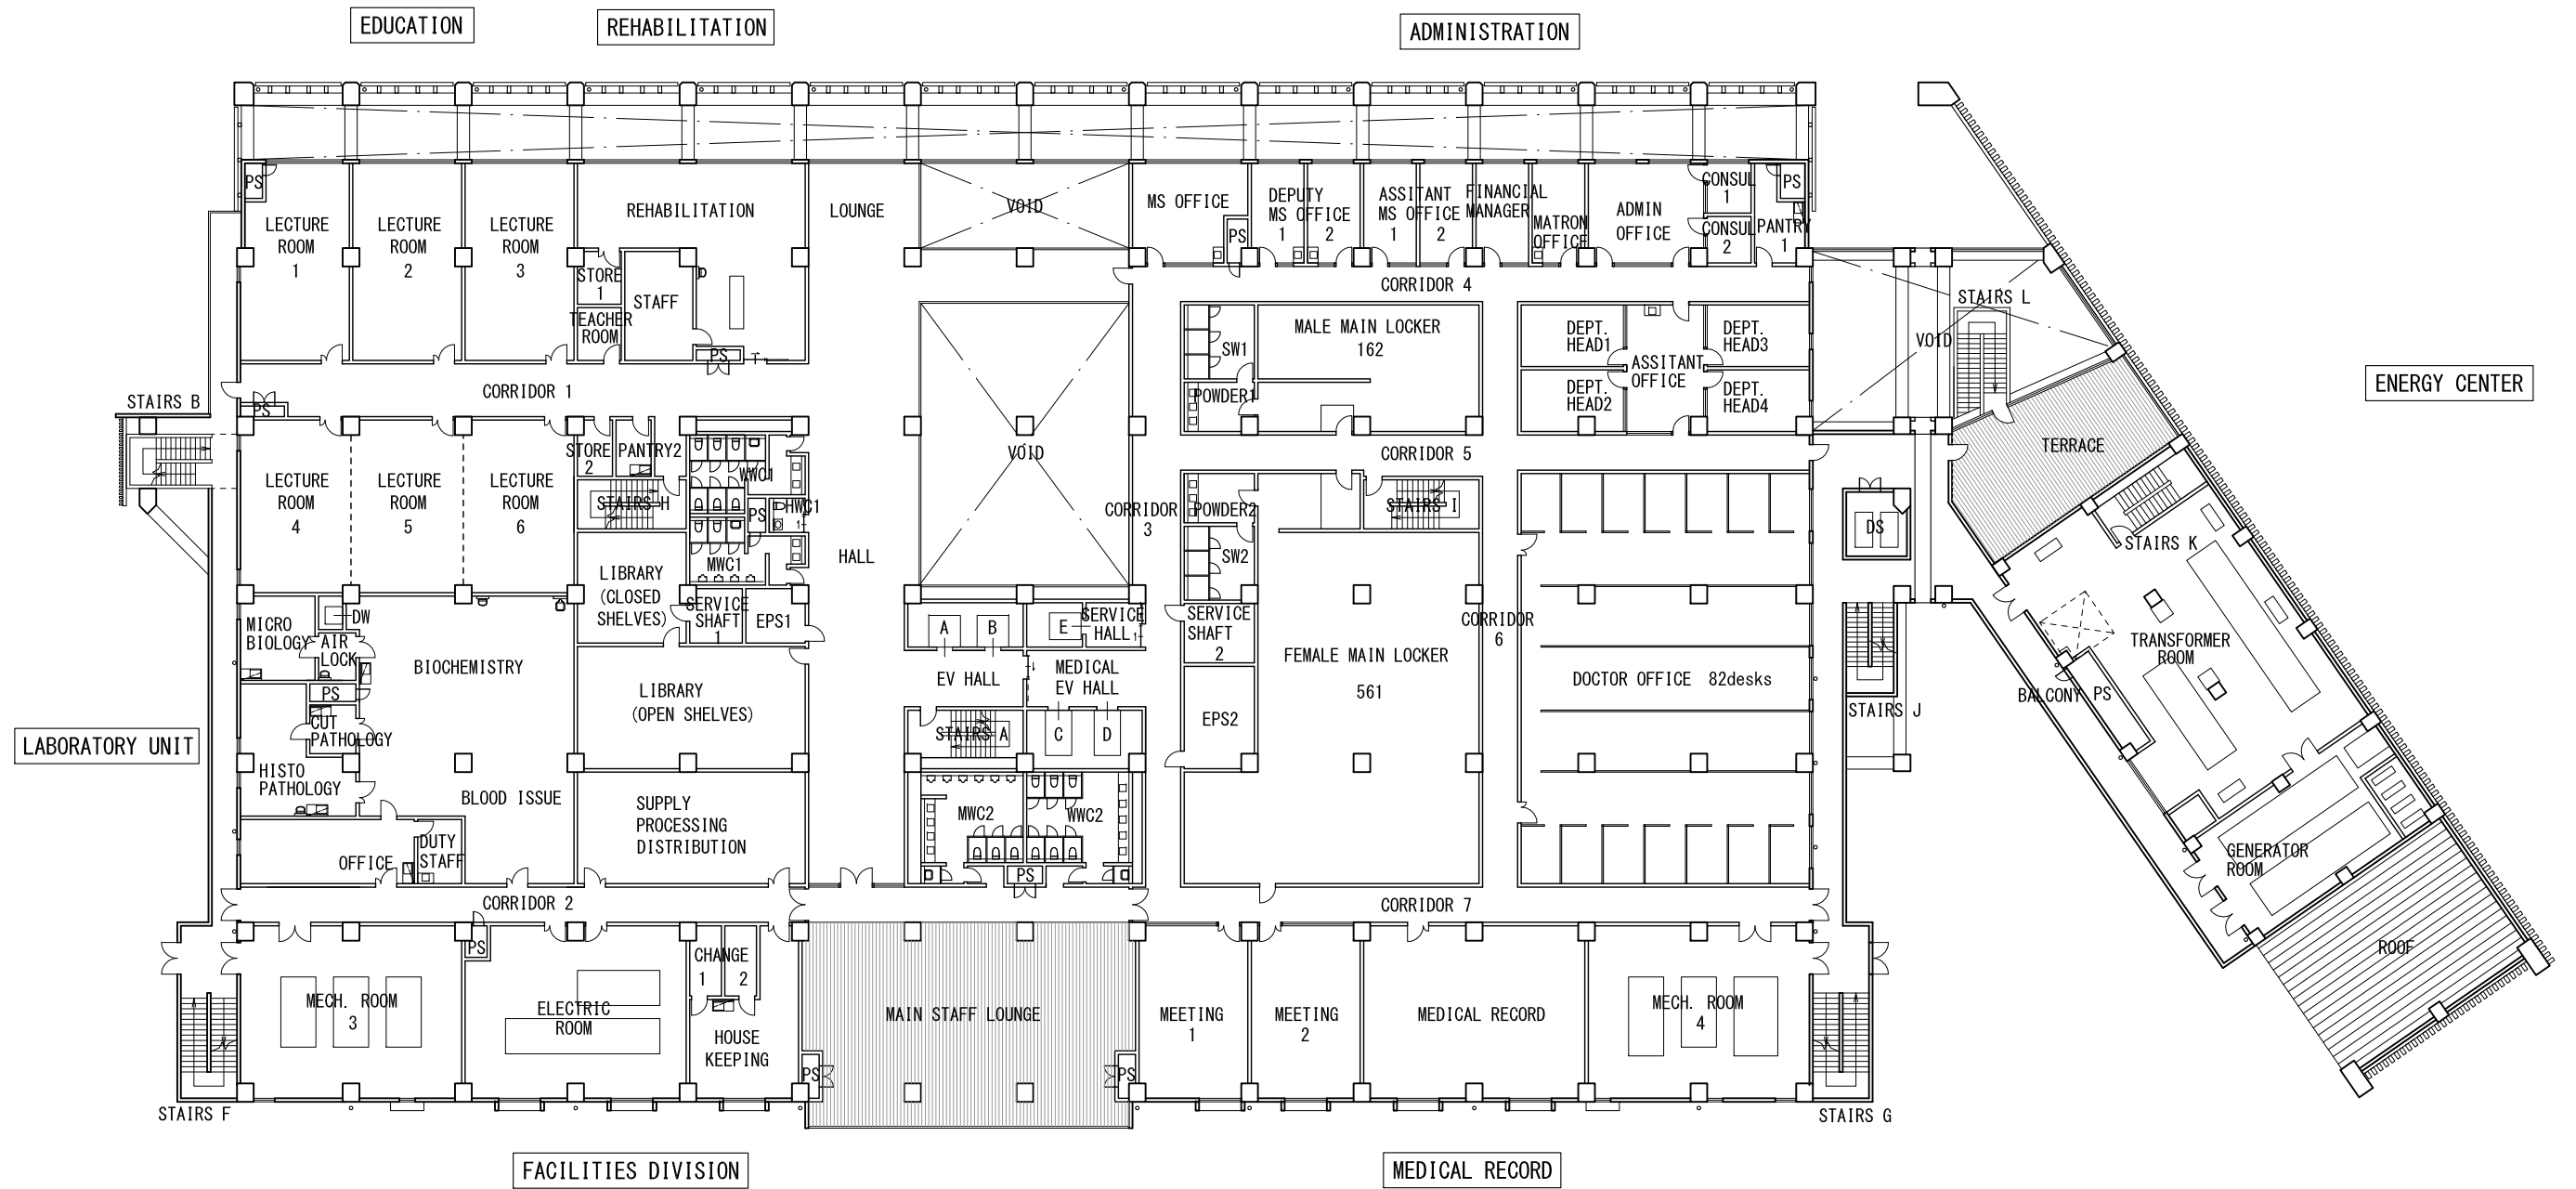 EDUCATION
REHABILITATION
ADMINISTRATION
PS
LECTURE
ROOM
1
LECTURE
ROOM
2
LECTURE
ROOM
3
REHABILITATION
STORE
1
STAFF
TEACHER
ROOM
PS
LOUNGE
VOID
MS OFFICE
PS
DEPUTY
MS OFFICE
1
2
ASSITANT
MS OFFICE
1
2
FINANCIAL
MANAGER
MATRON
OFFICE
ADMIN
OFFICE
CONSUL
1
CONSUL
2
PS
PANTRY
1
CORRIDOR 4
STAIRS L
VOID
ENERGY CENTER
CORRIDOR 1
STAIRS B
PS
SW1
POWDER1
MALE MAIN LOCKER
162
DEPT.
HEAD1
DEPT.
HEAD2
ASSITANT
OFFICE
DEPT.
HEAD3
DEPT.
HEAD4
LECTURE
ROOM
4
LECTURE
ROOM
5
LECTURE
ROOM
6
STORE
2
PANTRY2
STAIRS H
WWC1
PS
HWC1
MWC1
VOID
HALL
CORRIDOR
3
CORRIDOR 5
POWDER2
SW2
STAIRS I
DS
TERRACE
STAIRS K
LIBRARY
(CLOSED
SHELVES)
SERVICE
SHAFT
1
EPS1
A
B
E
SERVICE
HALL
SERVICE
SHAFT
2
CORRIDOR
6
MICRO
BIOLOGY
DW
AIR
LOCK
BIOCHEMISTRY
PS
CUT
PATHOLOGY
HISTO
PATHOLOGY
BLOOD ISSUE
LIBRARY
(OPEN SHELVES)
EV HALL
MEDICAL
EV HALL
STAIRS A
C
D
EPS2
FEMALE MAIN LOCKER
561
DOCTOR OFFICE 82desks
STAIRS J
TRANSFORMER
ROOM
BALCONY
PS
LABORATORY UNIT
SUPPLY
PROCESSING
DISTRIBUTION
MWC2
WWC2
PS
OFFICE
DUTY
STAFF
GENERATOR
ROOM
ROOF
CORRIDOR 2
CORRIDOR 7
PS
MECH. ROOM
3
ELECTRIC
ROOM
CHANGE
1
2
HOUSE
KEEPING
PS
MAIN STAFF LOUNGE
PS
MEETING
1
MEETING
2
MEDICAL RECORD
MECH. ROOM
4
STAIRS F
STAIRS G
FACILITIES DIVISION
MEDICAL RECORD